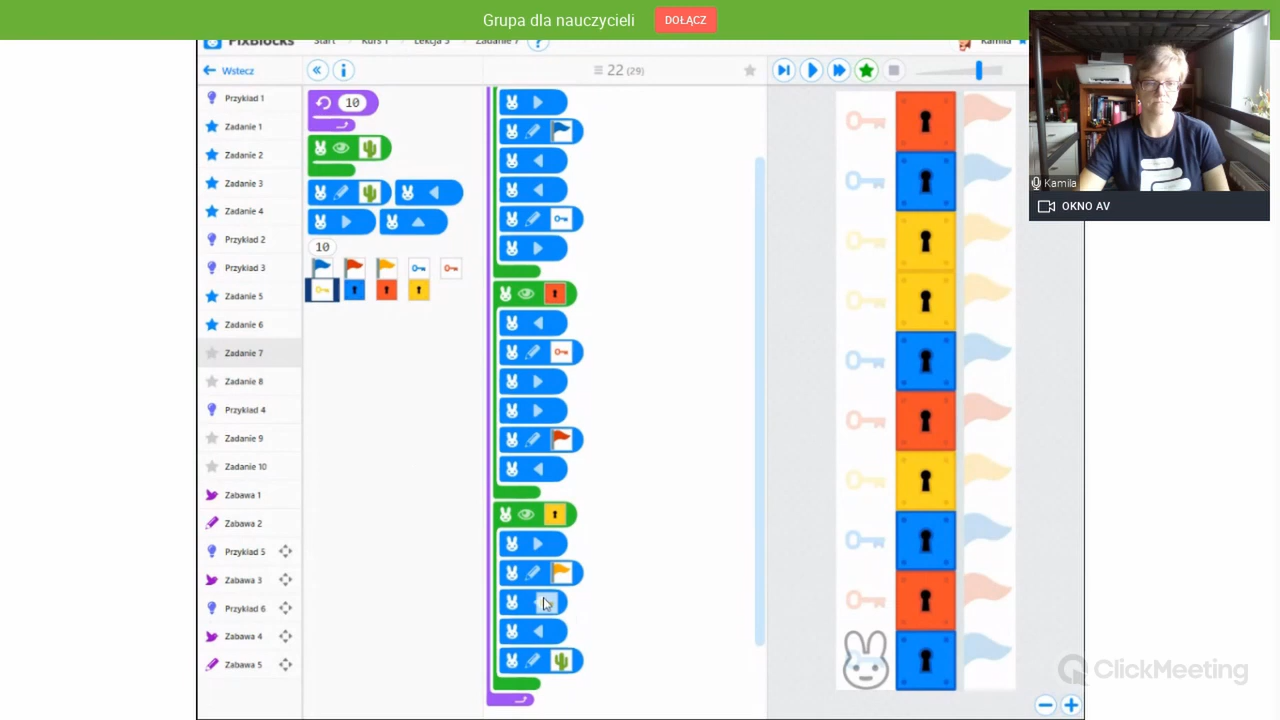 Grupa dla nauczycieli
DOŁĄCZ
PixBlocks
Start
Kurs 1
Lekcja 3
Zadanie 7
?
Kamila
Wstecz
22 (29)
Przykład 1
Zadanie 1
Zadanie 2
Zadanie 3
Zadanie 4
Przykład 2
Przykład 3
Zadanie 5
Zadanie 6
Zadanie 7
Zadanie 8
Przykład 4
Zadanie 9
Zadanie 10
Zabawa 1
Zabawa 2
Przykład 5
Zabawa 3
Przykład 6
Zabawa 4
Zabawa 5
10
10
Kamila
OKNO AV
ClickMeeting